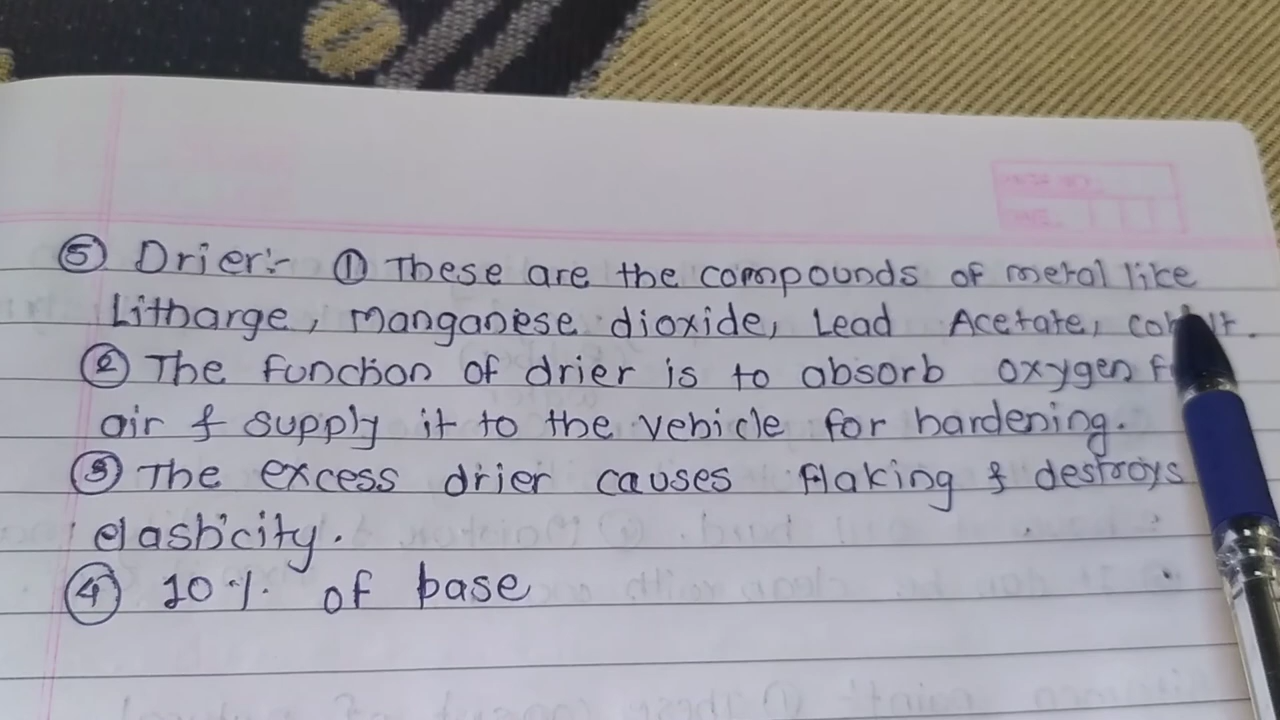 ⑤ Drier:- ① These are the compounds of metal like
Litharge, Manganese dioxide, Lead Acetate,
② The function of drier is to absorb oxygen
air & supply it to the vehicle for hardening.
③ The excess drier causes flaking & destroys
elasticity.
④ 10% of base